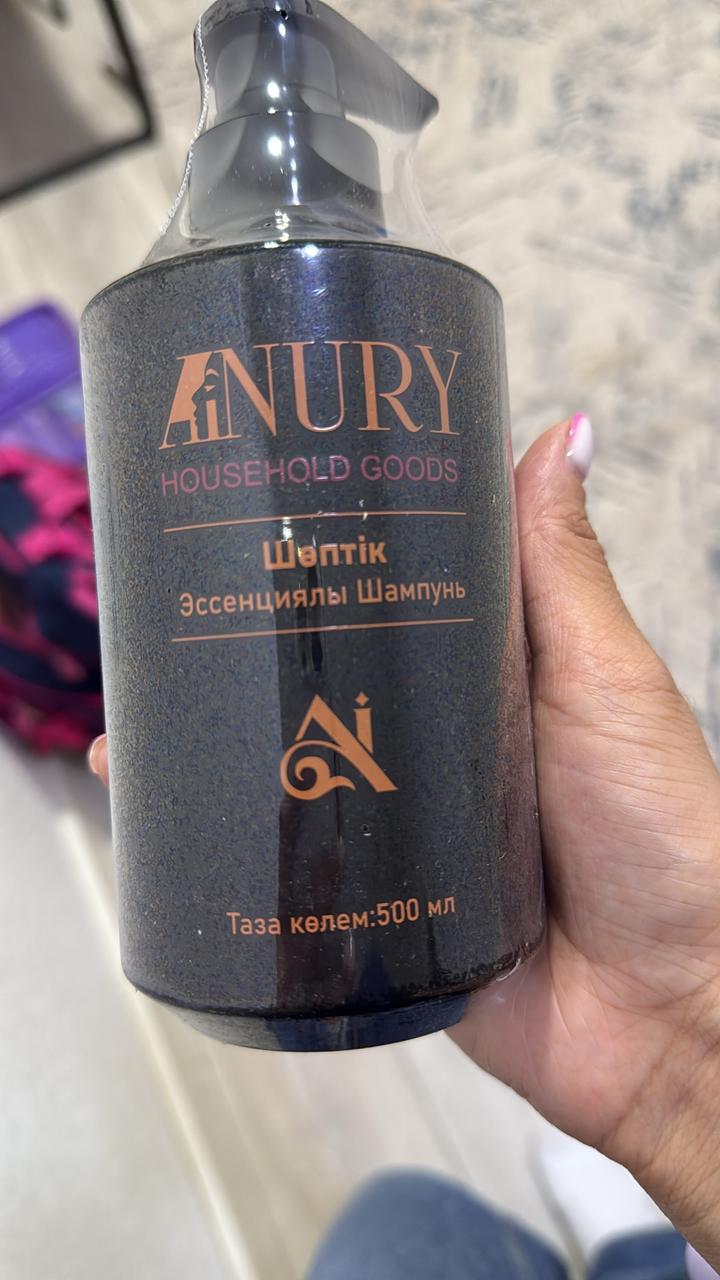 AiNURY
HOUSEHOLD GOODS
Шөптік
Эссенциялы Шампунь
Ai
Таза көлем:500 мл